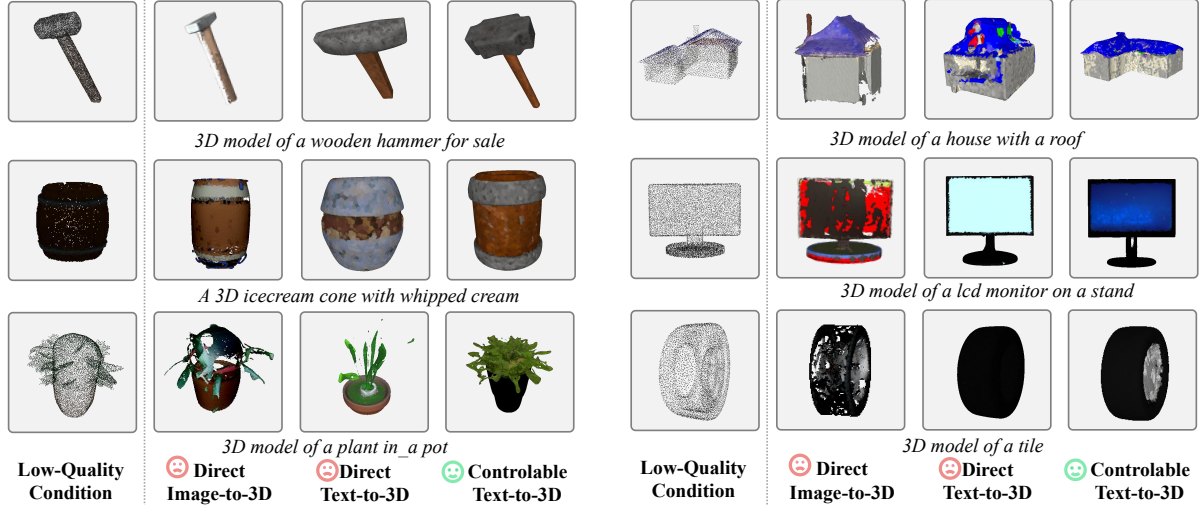 3D model of a wooden hammer for sale
A 3D icecream cone with whipped cream
3D model of a plant in_a pot
Low-Quality
Condition
Direct
Image-to-3D
Direct
Text-to-3D
Controlable
Text-to-3D
3D model of a house with a roof
3D model of a lcd monitor on a stand
3D model of a tile
Low-Quality
Condition
Direct
Image-to-3D
Direct
Text-to-3D
Controlable
Text-to-3D